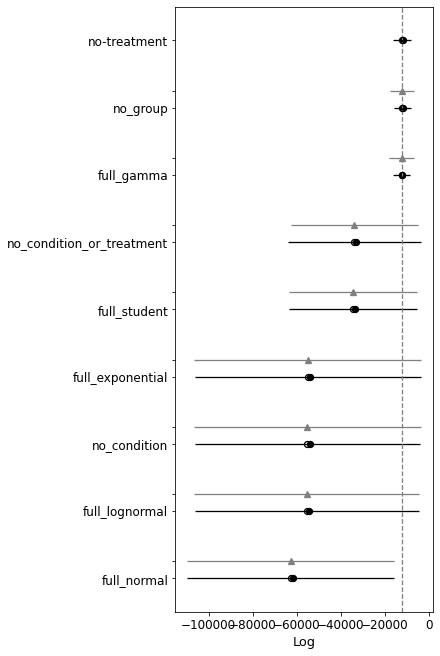 no-treatment
no_group
full_gamma
no_condition_or_treatment
full_student
full_exponential
no_condition
full_lognormal
full_normal
−100000 −80000 −60000 −40000 −20000 0
Log